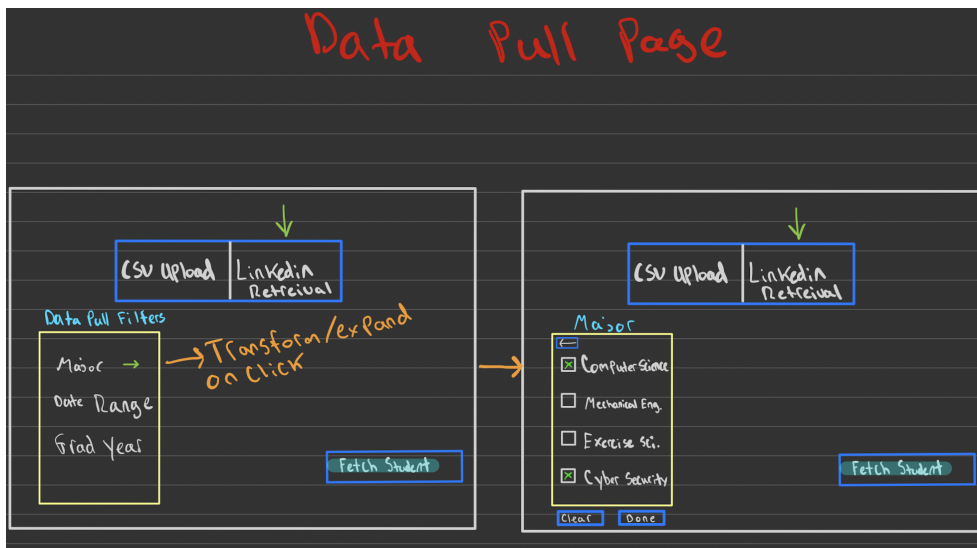 Data Pull Page
CSV Upload
Linkedin
Retreival
Data Pull Filters
Major →
Date Range
Grad Year
Transform/expand
on Click
Fetch Student
CSV Upload
Linkedin
Retreival
Major
←
Computer Science
Mechanical Eng.
Exercise Sci.
Cyber Security
Clear
Done
Fetch Student